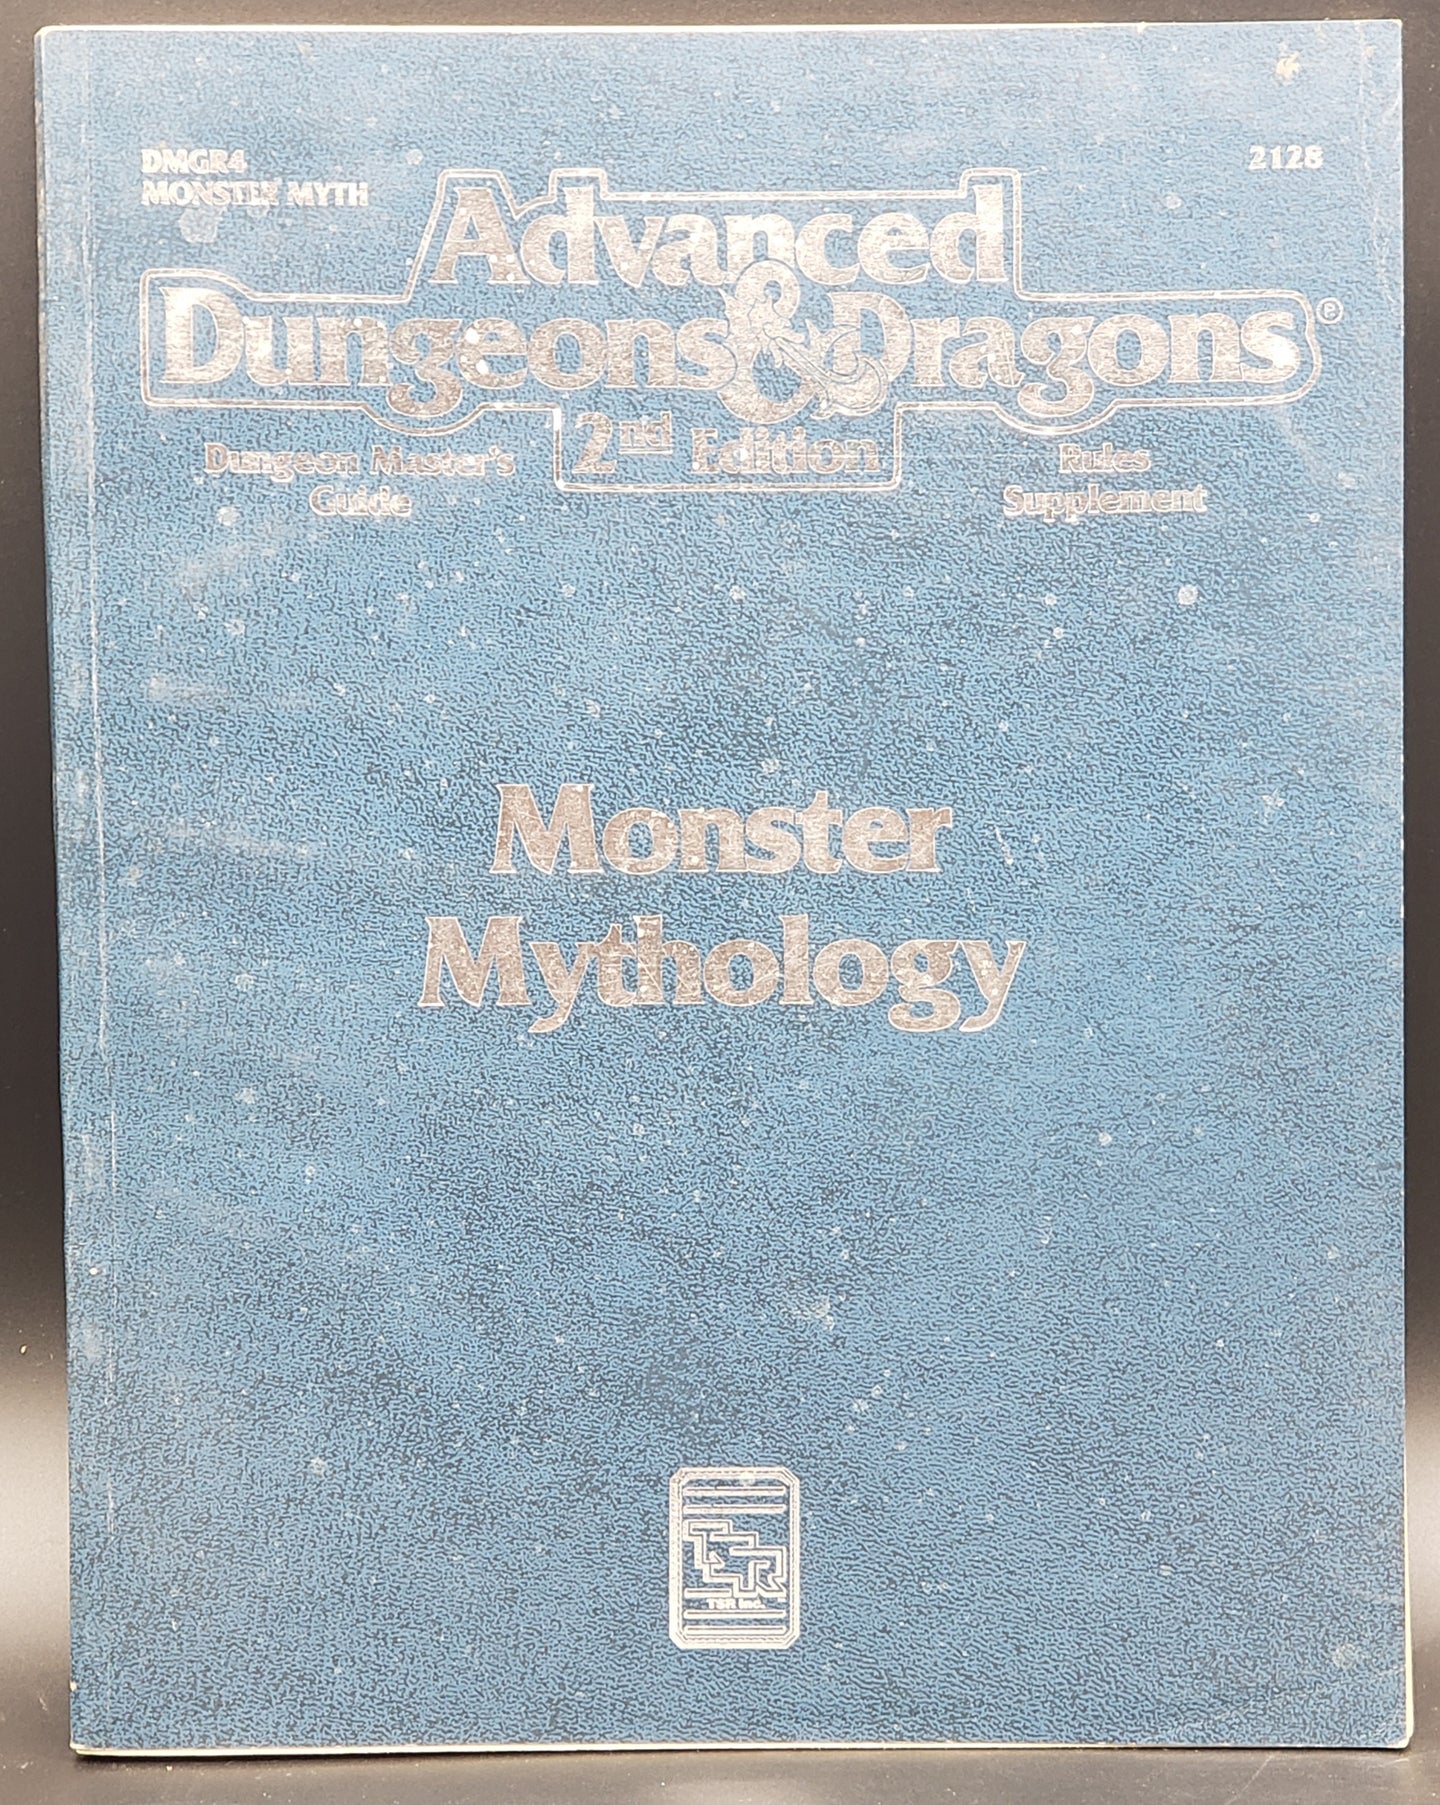 DMGR4
MONSTER MYTH
2128
Advanced
Dungeons & Dragons®
2nd Edition
Dungeon Master's
Guide
Rules
Supplement
Monster
Mythology
TSR
TSR Inc.